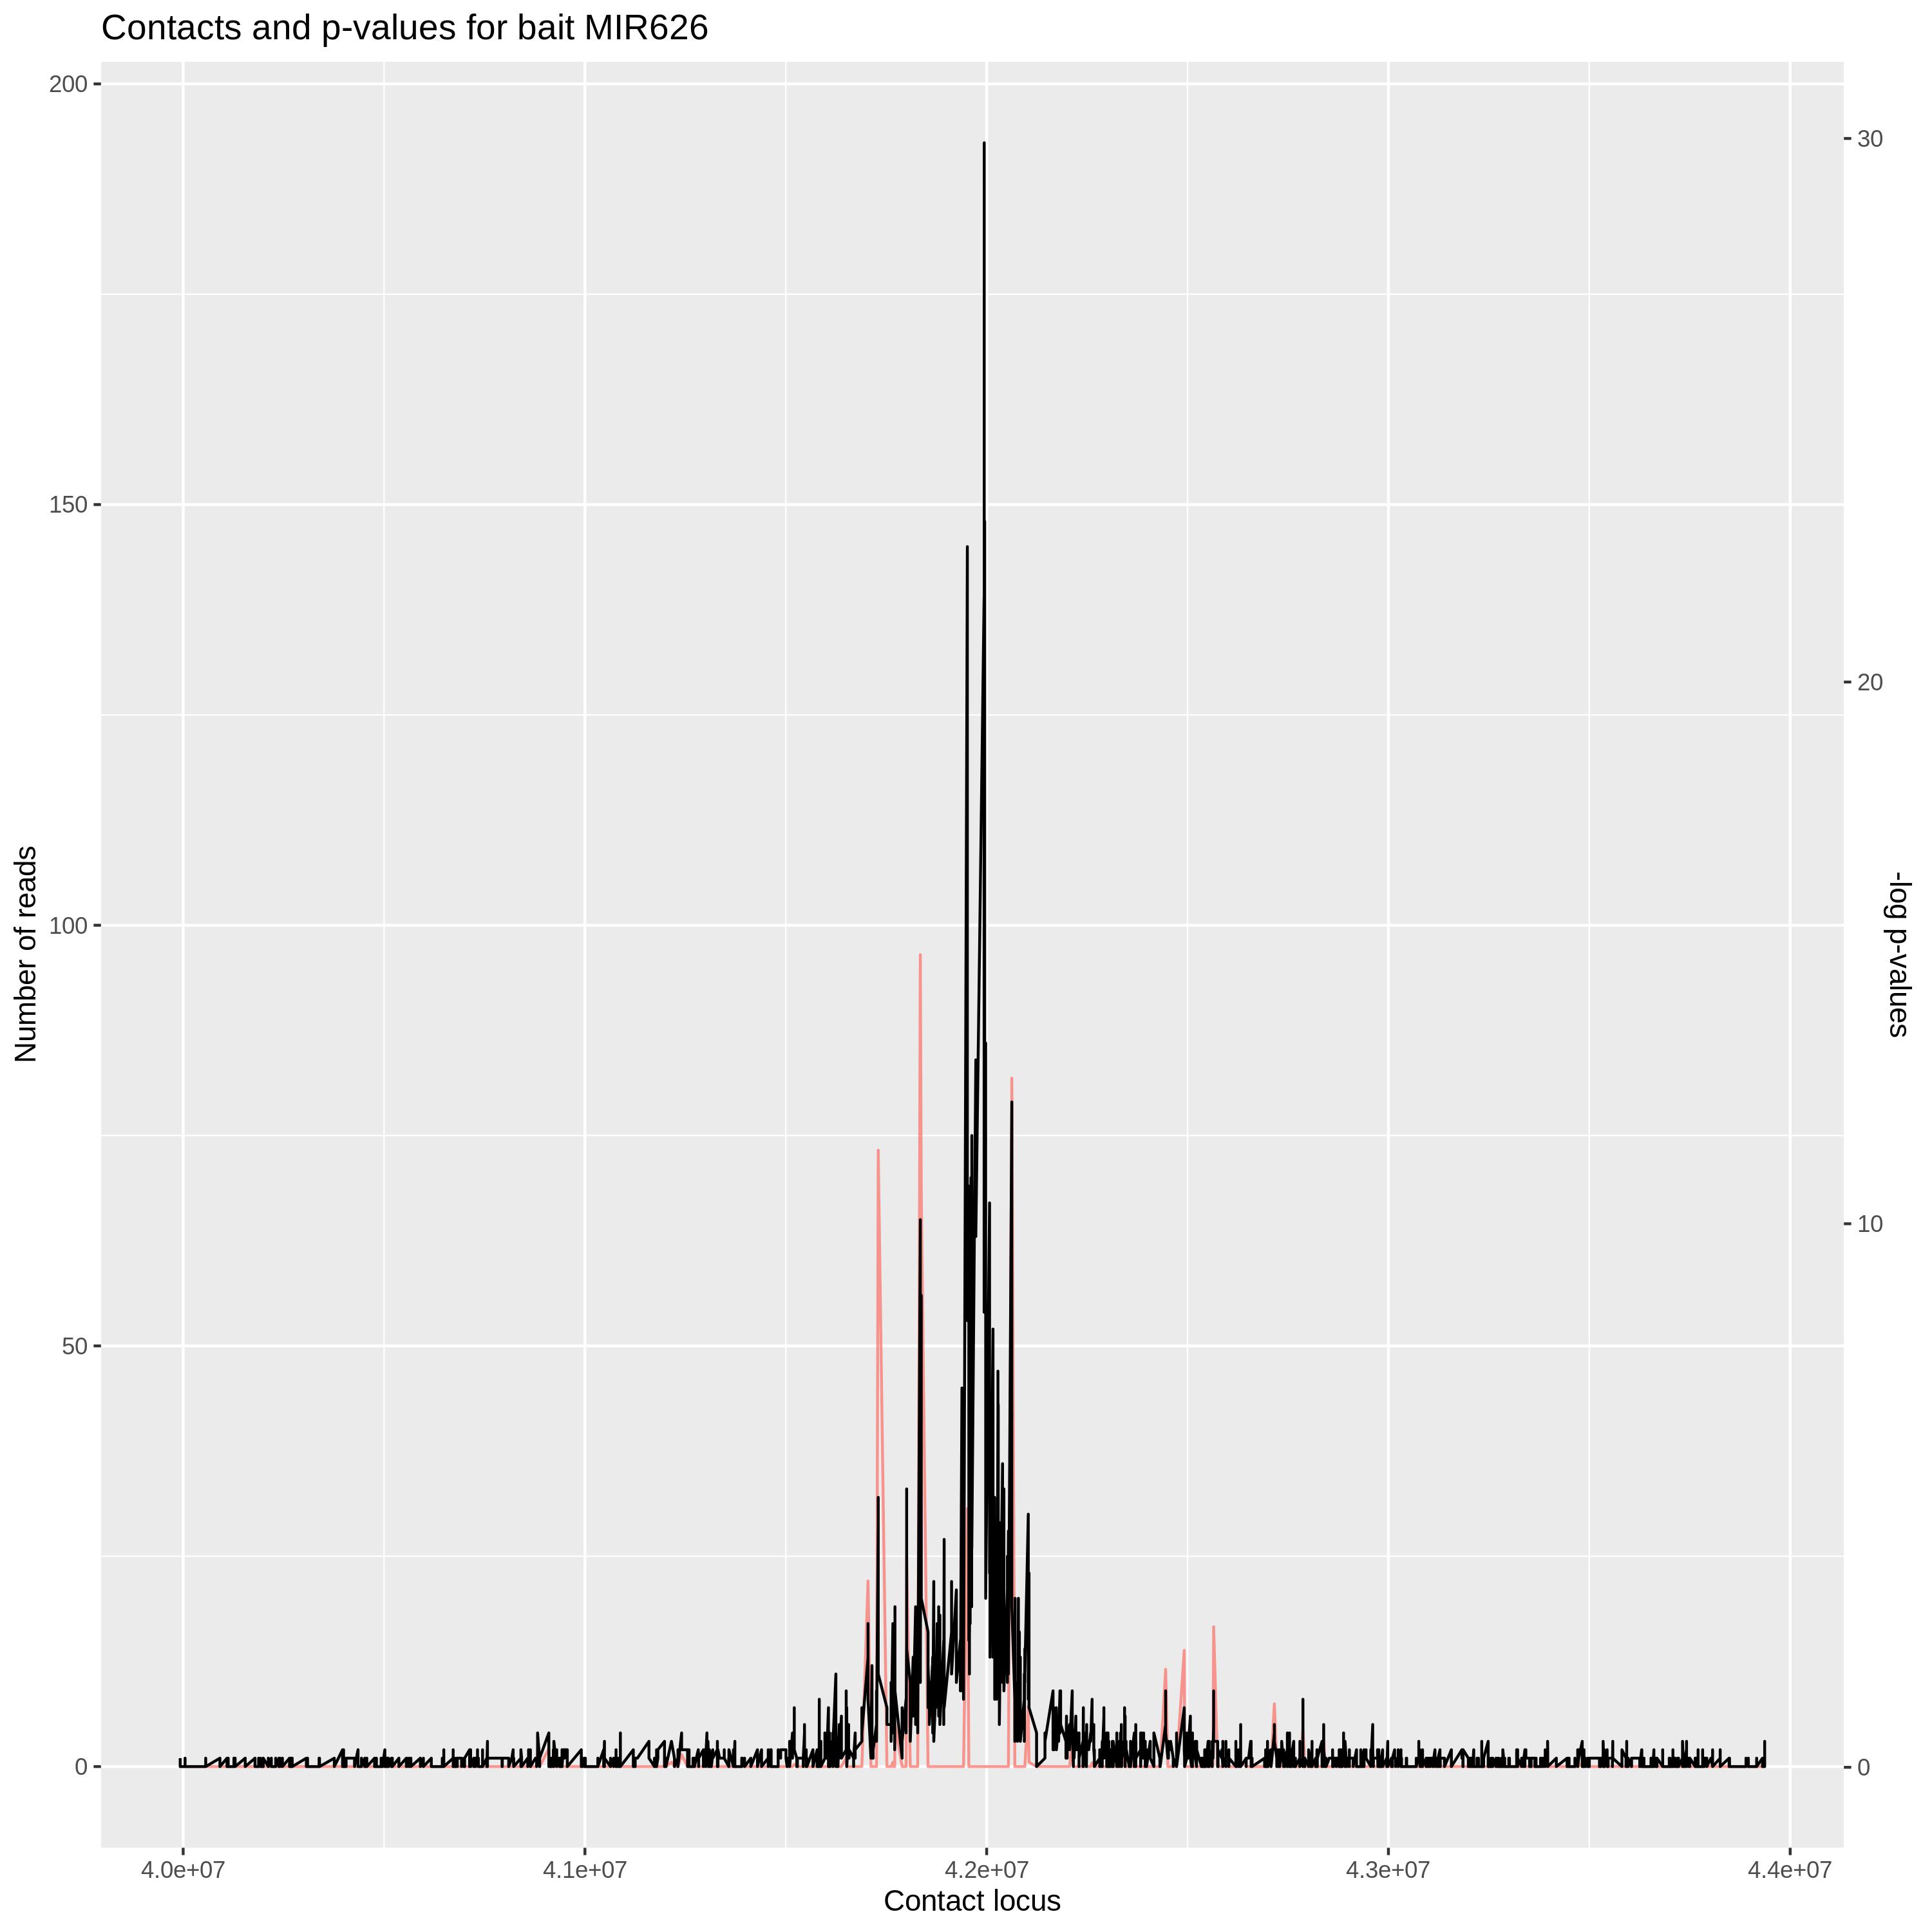 Contacts and p-values for bait MIR626
200
150
100
50
0
Number of reads
30
20
10
0
-log p-values
4.0e+07 4.1e+07 4.2e+07 4.3e+07 4.4e+07
Contact locus